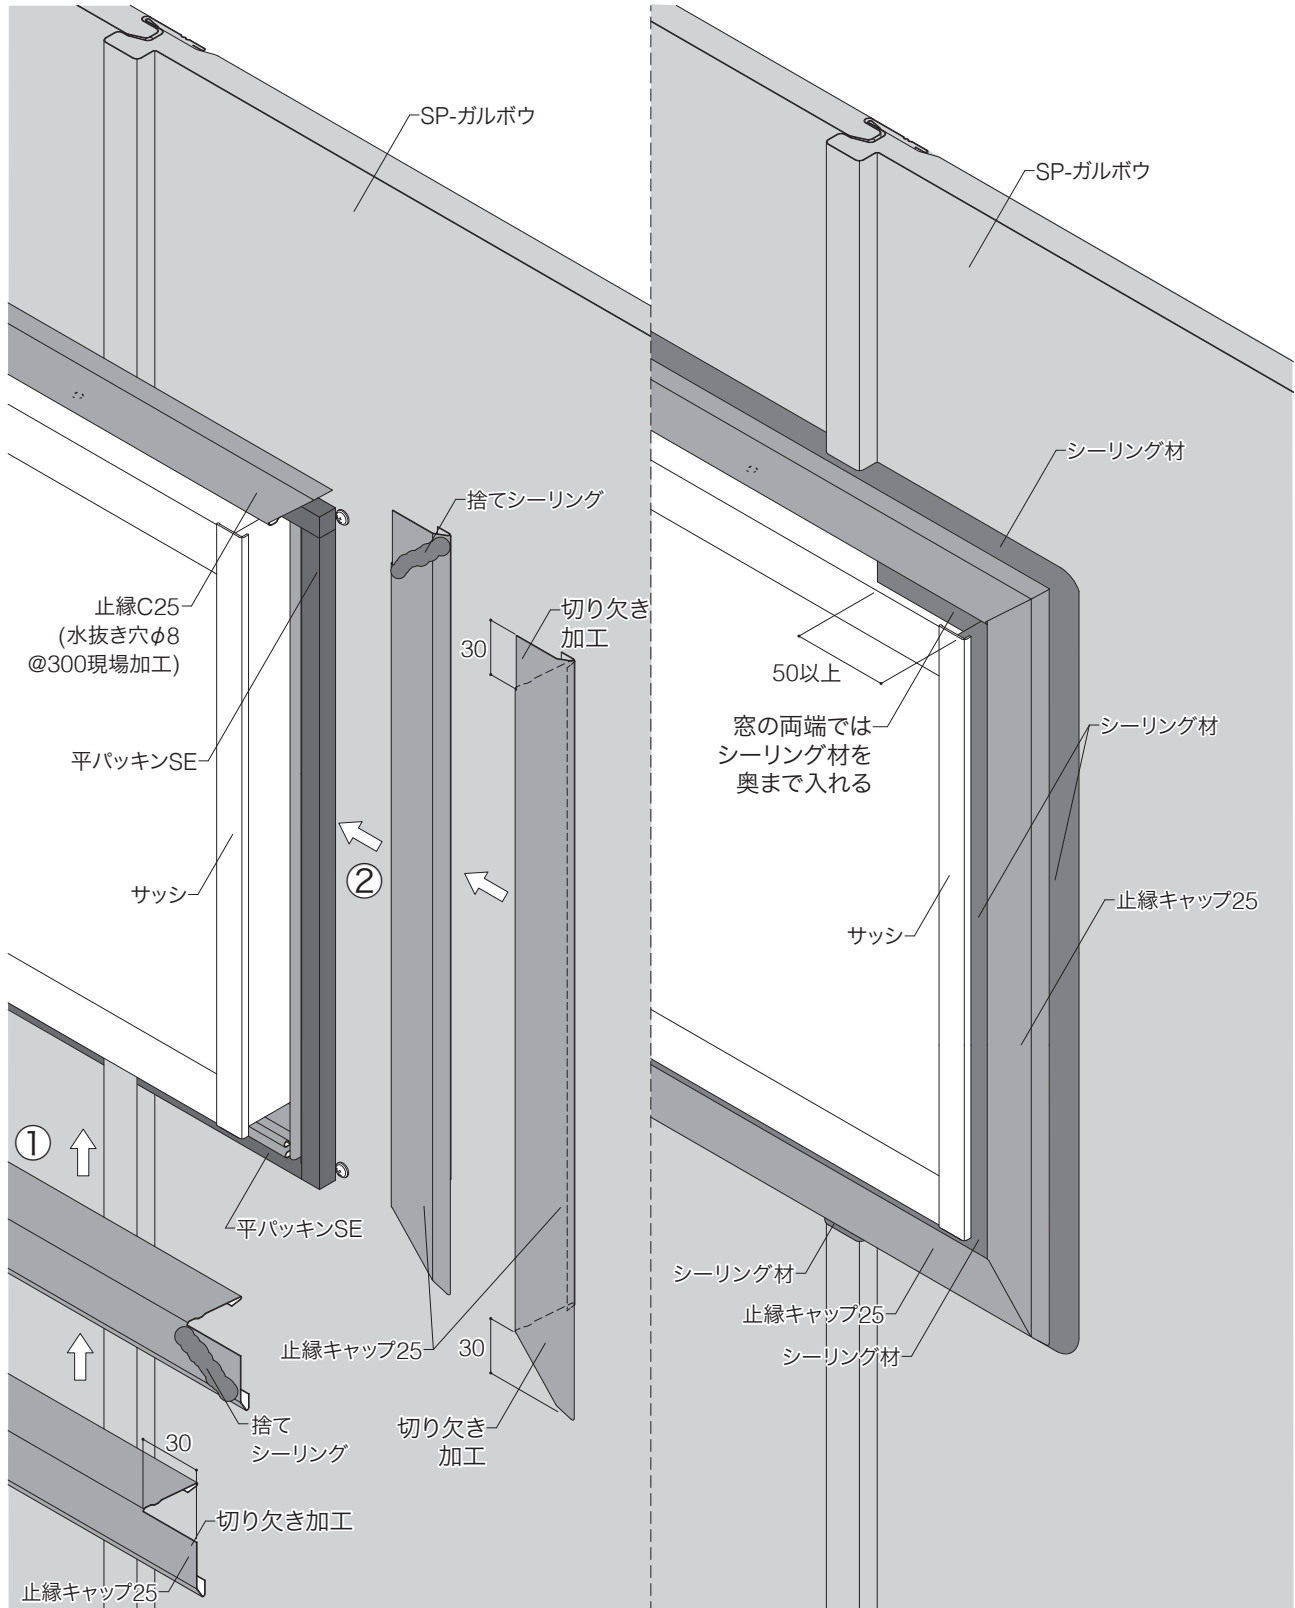 SP-ガルボウ
捨てシーリング
止縁C25
(水抜き穴φ8
@300現場加工)
切り欠き
加工
30
平パッキンSE
サッシ
②
①
平パッキンSE
止縁キャップ25
30
捨て
シーリング
切り欠き
加工
30
切り欠き加工
止縁キャップ25
SP-ガルボウ
シーリング材
50以上
窓の両端では
シーリング材を
奥まで入れる
シーリング材
止縁キャップ25
サッシ
シーリング材
止縁キャップ25
シーリング材